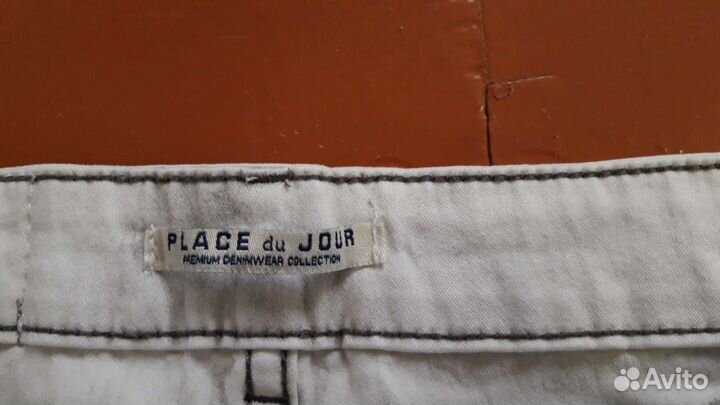 PLACE du JOUR
PREMIUM DENIMWEAR COLLECTION
Avito